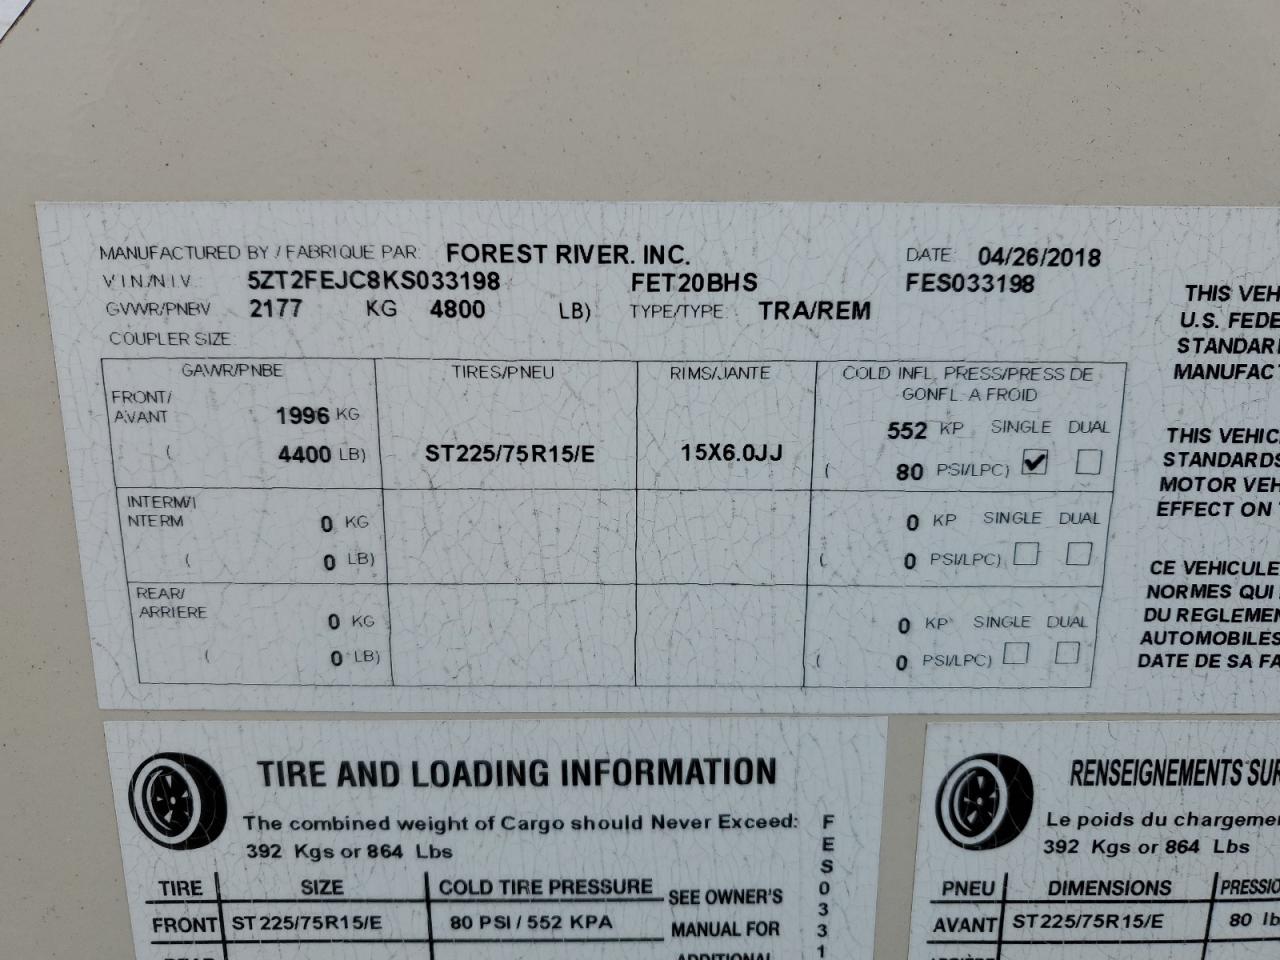 MANUFACTURED BY / FABRIQUE PAR: FOREST RIVER. INC. DATE: 04/26/2018
V.I.N./N.I.V.: 5ZT2FEJC8KS033198 FET20BHS FES033198
GVWR/PNBV 2177 KG 4800 LB) TYPE/TYPE : TRA/REM
COUPLER SIZE:
GAWR/PNBE TIRES/PNEU RIMS/JANTE COLD INFL. PRESS/PRESS DE
GONFL. A FROID
FRONT/
AVANT 1996 KG 552 KP SINGLE DUAL
( 4400 LB) ST225/75R15/E 15X6.0JJ ( 80 PSI/LPC)
INTERM/I
NTERM 0 KG 0 KP SINGLE DUAL
( 0 LB) ( 0 PSI/LPC)
REAR/
ARRIERE 0 KG 0 KP SINGLE DUAL
( 0 LB) ( 0 PSI/LPC)
THIS VEH
U.S. FEDE
STANDAR
MANUFACT
THIS VEHIC
STANDARDS
MOTOR VEH
EFFECT ON
CE VEHICULE
NORMES QUI
DU REGLEMEN
AUTOMOBILES
DATE DE SA FA
TIRE AND LOADING INFORMATION
The combined weight of Cargo should Never Exceed:
392 Kgs or 864 Lbs
TIRE SIZE COLD TIRE PRESSURE SEE OWNER'S
FRONT ST225/75R15/E 80 PSI / 552 KPA MANUAL FOR
REAR ADDITIONAL
FES0331
RENSEIGNEMENTS SUR
Le poids du chargemen
392 Kgs or 864 Lbs
PNEU DIMENSIONS PRESSIO
AVANT ST225/75R15/E 80 lb
ARRIÈRE